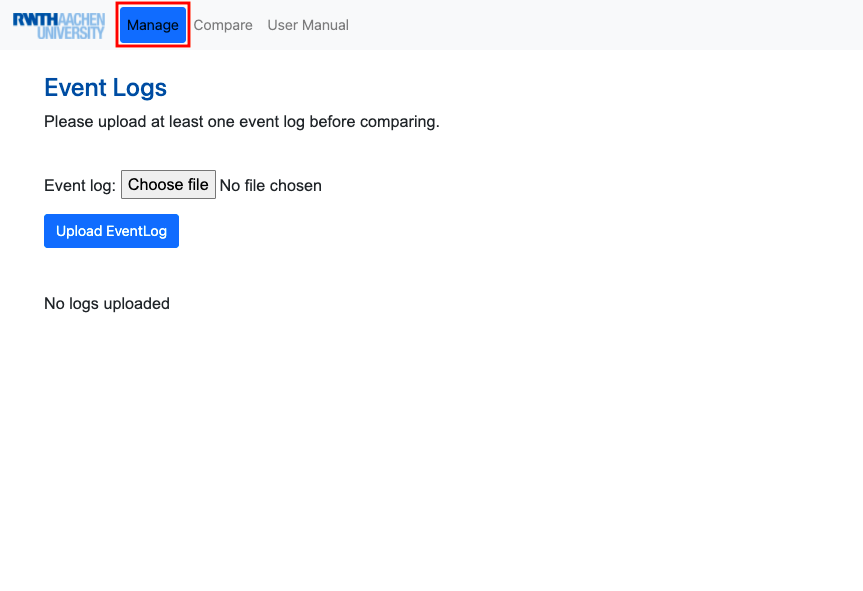 RWTHAACHEN
UNIVERSITY
Manage Compare User Manual
Event Logs
Please upload at least one event log before comparing.
Event log: Choose file No file chosen
Upload EventLog
No logs uploaded